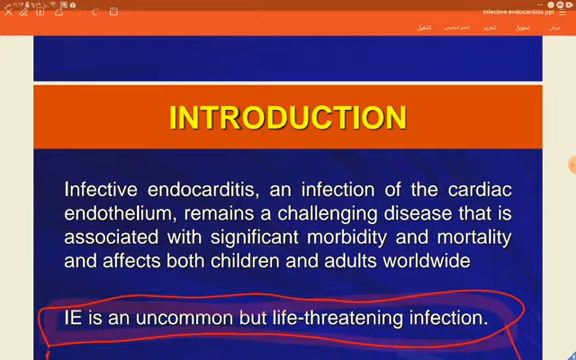 Infective endocarditis.ppt
INTRODUCTION
Infective endocarditis, an infection of the cardiac
endothelium, remains a challenging disease that is
associated with significant morbidity and mortality
and affects both children and adults worldwide
IE is an uncommon but life-threatening infection.